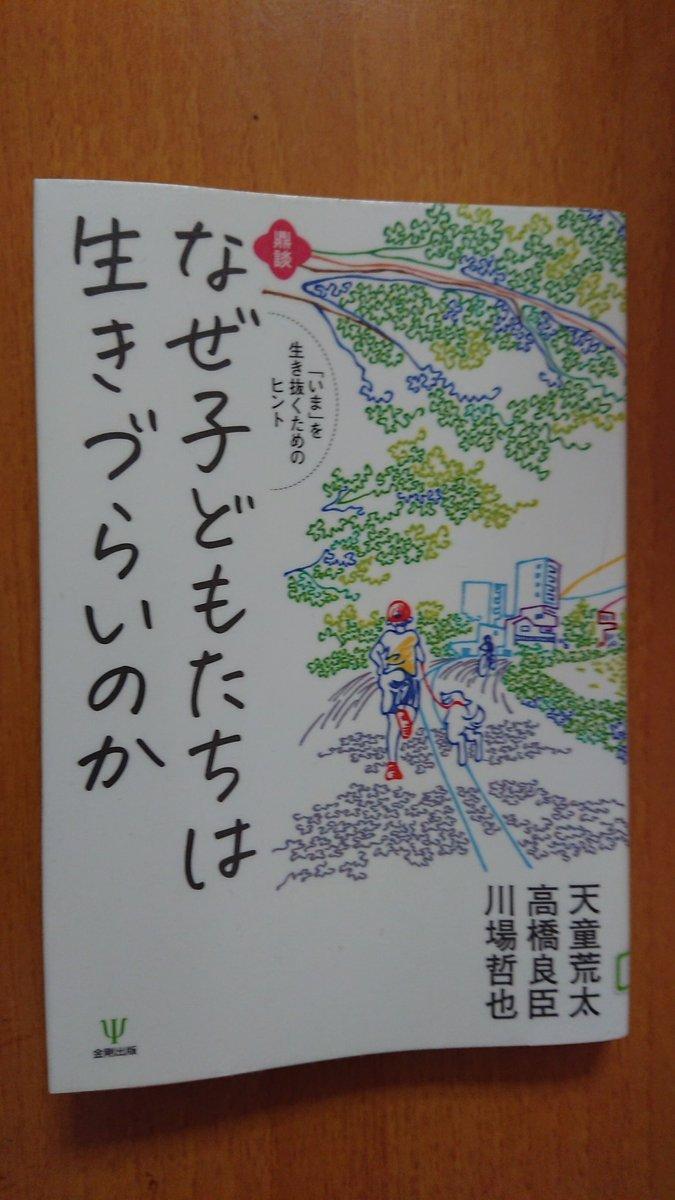 鼎談
なぜ子どもたちは
生きづらいのか
「いま」を
生き抜くための
ヒント
天童荒太
高橋良臣
川場哲也
金剛出版